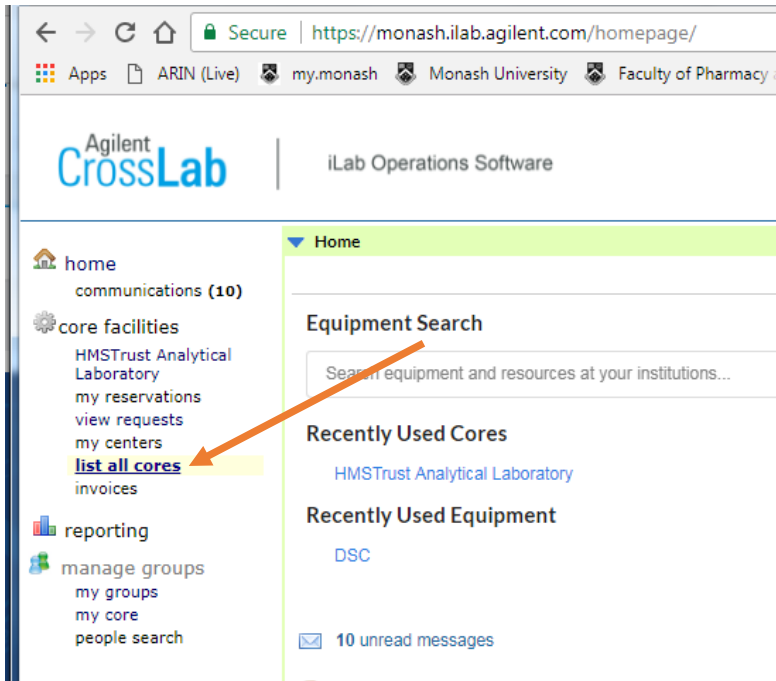 Secure | https://monash.ilab.agilent.com/homepage/
Apps ARIN (Live) my.monash Monash University Faculty of Pharmacy
Agilent
CrossLab
iLab Operations Software
home
communications (10)
core facilities
HMSTrust Analytical
Laboratory
my reservations
view requests
my centers
list all cores
invoices
reporting
manage groups
my groups
my core
people search
Home
Equipment Search
Search equipment and resources at your institutions...
Recently Used Cores
HMSTrust Analytical Laboratory
Recently Used Equipment
DSC
10 unread messages